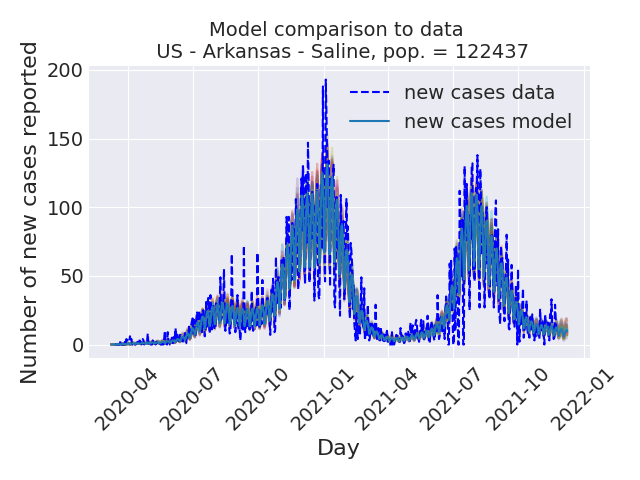 Model comparison to data
US - Arkansas - Saline, pop. = 122437
Number of new cases reported
200
150
100
50
0
new cases data
new cases model
2020-04
2020-07
2020-10
2021-01
2021-04
2021-07
2021-10
2022-01
Day